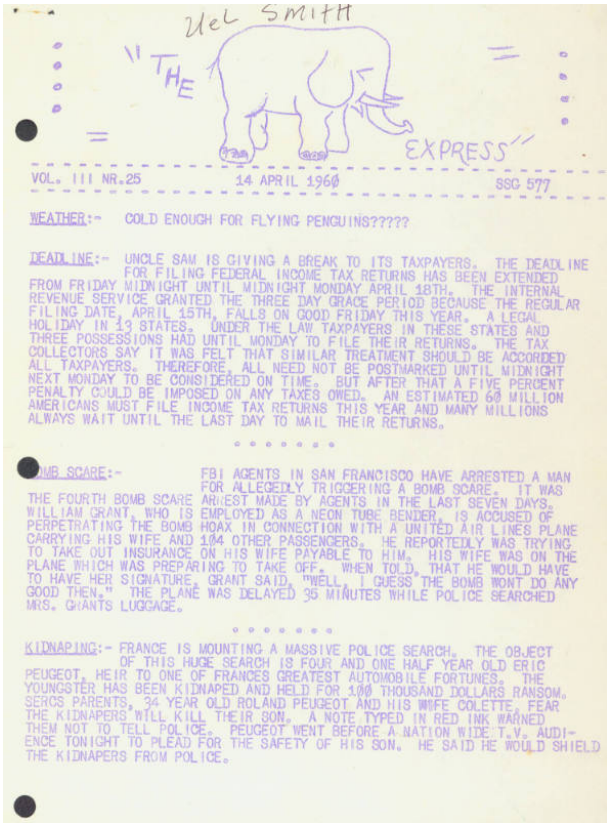 Uel SMITH
"THE
EXPRESS"
VOL. III NR.25 14 APRIL 1960 SSG 577
WEATHER:- COLD ENOUGH FOR FLYING PENGUINS?????
DEADLINE:- UNCLE SAM IS GIVING A BREAK TO ITS TAXPAYERS. THE DEADLINE
FOR FILING FEDERAL INCOME TAX RETURNS HAS BEEN EXTENDED
FROM FRIDAY MIDNIGHT UNTIL MIDNIGHT MONDAY APRIL 18TH. THE INTERNAL
REVENUE SERVICE GRANTED THE THREE DAY GRACE PERIOD BECAUSE THE REGULAR
FILING DATE, APRIL 15TH, FALLS ON GOOD FRIDAY THIS YEAR. A LEGAL
HOLIDAY IN 13 STATES. UNDER THE LAW TAXPAYERS IN THESE STATES AND
THREE POSSESSIONS HAD UNTIL MONDAY TO FILE THEIR RETURNS. THE TAX
COLLECTORS SAY IT WAS FELT THAT SIMILAR TREATMENT SHOULD BE ACCORDED
ALL TAXPAYERS. THEREFORE, ALL NEED NOT BE POSTMARKED UNTIL MIDNIGHT
NEXT MONDAY TO BE CONSIDERED ON TIME. BUT AFTER THAT A FIVE PERCENT
PENALTY COULD BE IMPOSED ON ANY TAXES OWED. AN ESTIMATED 60 MILLION
AMERICANS MUST FILE INCOME TAX RETURNS THIS YEAR AND MANY MILLIONS
ALWAYS WAIT UNTIL THE LAST DAY TO MAIL THEIR RETURNS.
BOMB SCARE:- FBI AGENTS IN SAN FRANCISCO HAVE ARRESTED A MAN
FOR ALLEGEDLY TRIGGERING A BOMB SCARE. IT WAS
THE FOURTH BOMB SCARE ARREST MADE BY AGENTS IN THE LAST SEVEN DAYS.
WILLIAM GRANT, WHO IS EMPLOYED AS A NEON TUBE BENDER, IS ACCUSED OF
PERPETRATING THE BOMB HOAX IN CONNECTION WITH A UNITED AIR LINES PLANE
CARRYING HIS WIFE AND 104 OTHER PASSENGERS. HE REPORTEDLY WAS TRYING
TO TAKE OUT INSURANCE ON HIS WIFE PAYABLE TO HIM. HIS WIFE WAS ON THE
PLANE WHICH WAS PREPARING TO TAKE OFF. WHEN TOLD, THAT HE WOULD HAVE
TO HAVE HER SIGNATURE, GRANT SAID, "WELL, I GUESS THE BOMB WONT DO ANY
GOOD THEN." THE PLANE WAS DELAYED 35 MINUTES WHILE POLICE SEARCHED
MRS. GRANTS LUGGAGE.
KIDNAPING:- FRANCE IS MOUNTING A MASSIVE POLICE SEARCH. THE OBJECT
OF THIS HUGE SEARCH IS FOUR AND ONE HALF YEAR OLD ERIC
PEUGEOT, HEIR TO ONE OF FRANCES GREATEST AUTOMOBILE FORTUNES. THE
YOUNGSTER HAS BEEN KIDNAPED AND HELD FOR 100 THOUSAND DOLLARS RANSOM.
SERCS PARENTS, 34 YEAR OLD ROLAND PEUGEOT AND HIS WIFE COLETTE, FEAR
THE KIDNAPERS WILL KILL THEIR SON. A NOTE TYPED IN RED INK WARNED
THEM NOT TO TELL POLICE. PEUGEOT WENT BEFORE A NATION WIDE T.V. AUDI-
ENCE TONIGHT TO PLEAD FOR THE SAFETY OF HIS SON. HE SAID HE WOULD SHIELD
THE KIDNAPERS FROM POLICE.